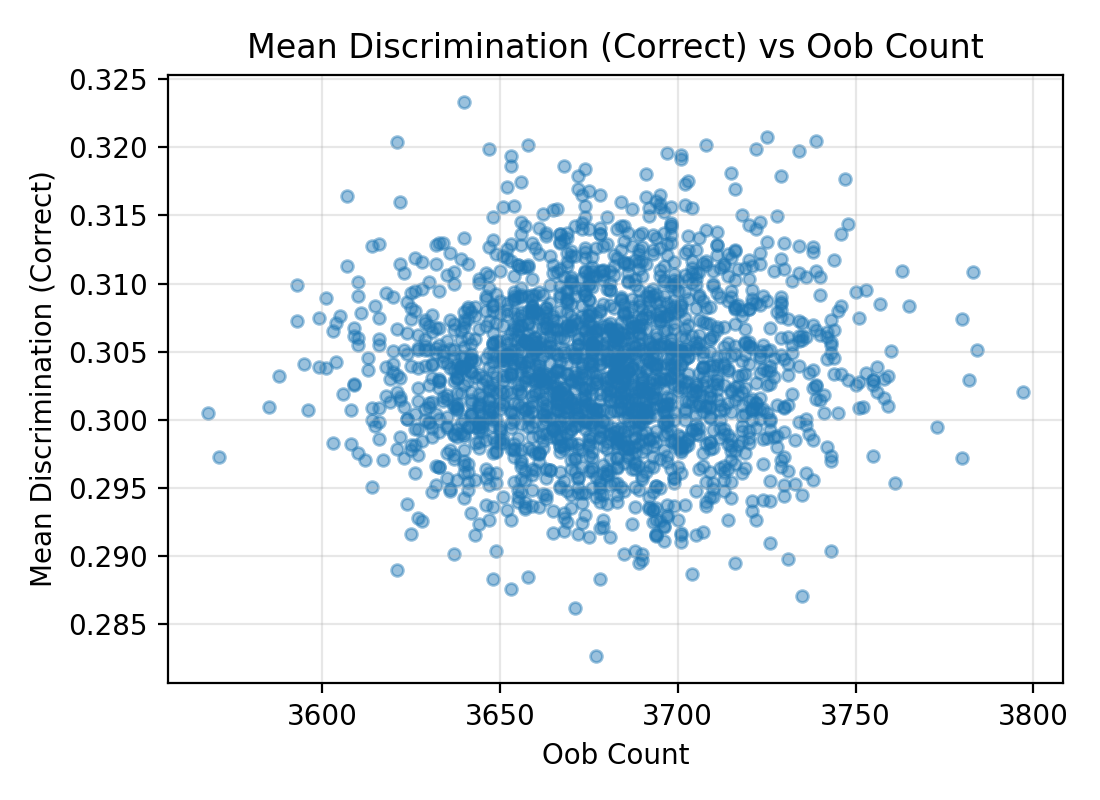 Mean Discrimination (Correct) vs Oob Count
Mean Discrimination (Correct)
0.325
0.320
0.315
0.310
0.305
0.300
0.295
0.290
0.285
3600 3650 3700 3750 3800
Oob Count